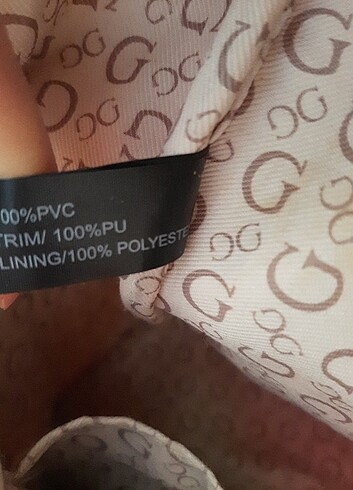 00%PVC
TRIM/ 100%PU
LINING/100% POLYESTE